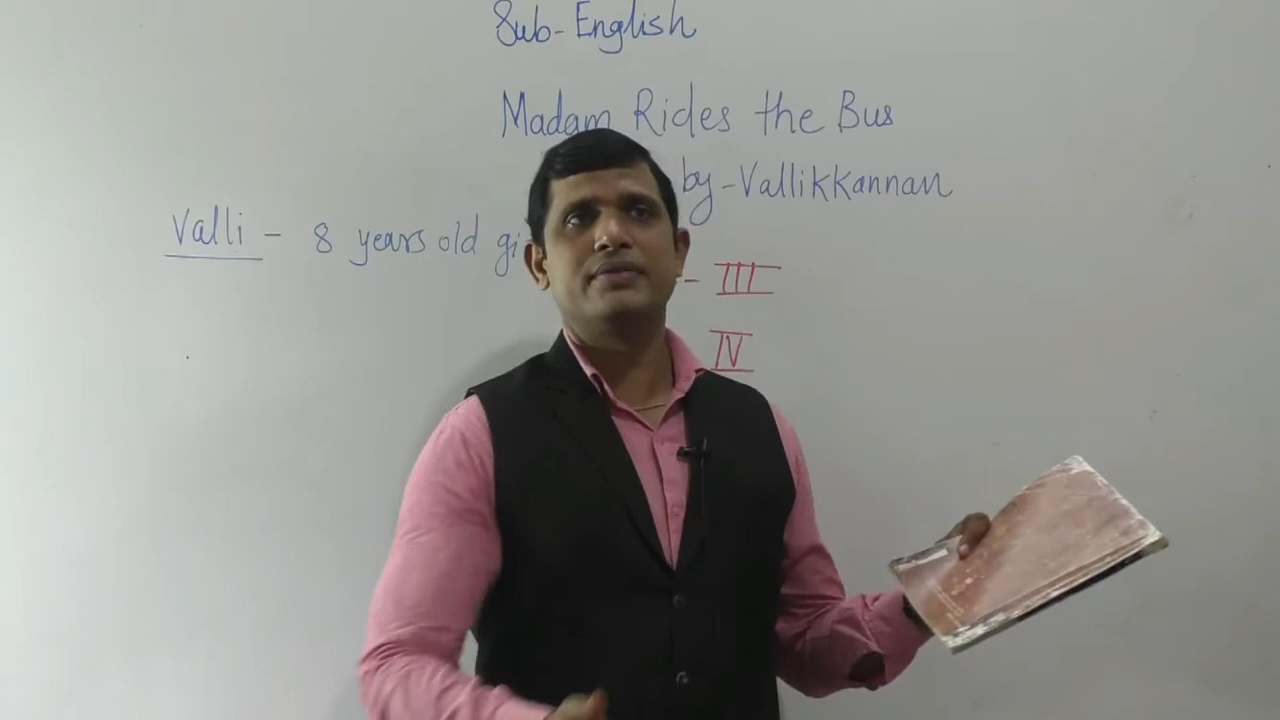 Sub-English
Madam Rides the Bus
by-Vallikkannan
Valli - 8 years old
- III
IV